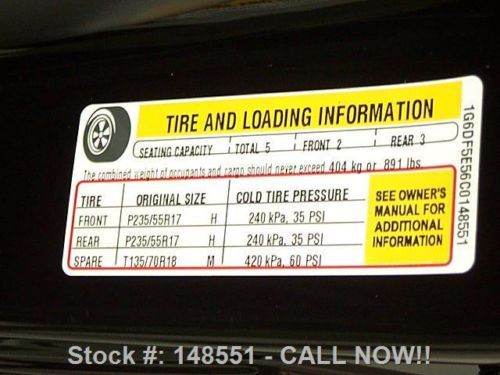 TIRE AND LOADING INFORMATION
SEATING CAPACITY TOTAL 5 FRONT 2 REAR 3
The combined weight of occupants and cargo should never exceed 404 kg or 891 lbs.
TIRE ORIGINAL SIZE COLD TIRE PRESSURE
FRONT P235/55R17 H 240 kPa, 35 PSI
REAR P235/55R17 H 240 kPa, 35 PSI
SPARE T135/70R18 M 420 kPa, 60 PSI
SEE OWNER'S
MANUAL FOR
ADDITIONAL
INFORMATION
1G6DF5E56C0148551
Stock #: 148551 - CALL NOW!!